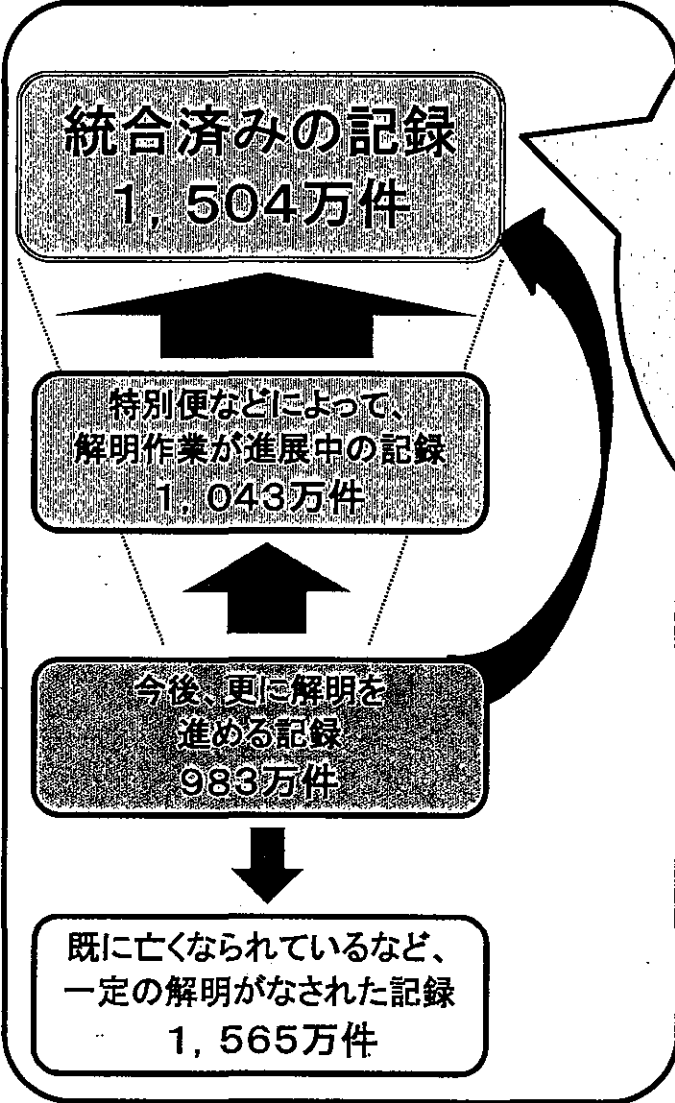 統合済みの記録
1,504万件
特別便などによって、
解明作業が進展中の記録
1,043万件
今後、更に解明を
進める記録
983万件
既に亡くなられているなど、
一定の解明がなされた記録
1,565万件